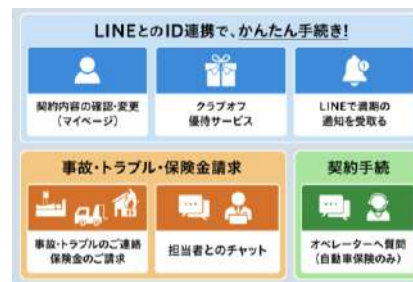 LINEとのID連携で、かんたん手続き!
契約内容の確認・変更
(マイページ)
クラブオフ
優待サービス
LINEで満期の
通知を受取る
事故・トラブル・保険金請求
契約手続
事故・トラブルのご連絡
保険金のご請求
担当者とのチャット
オペレーターへ質問
(自動車保険のみ)